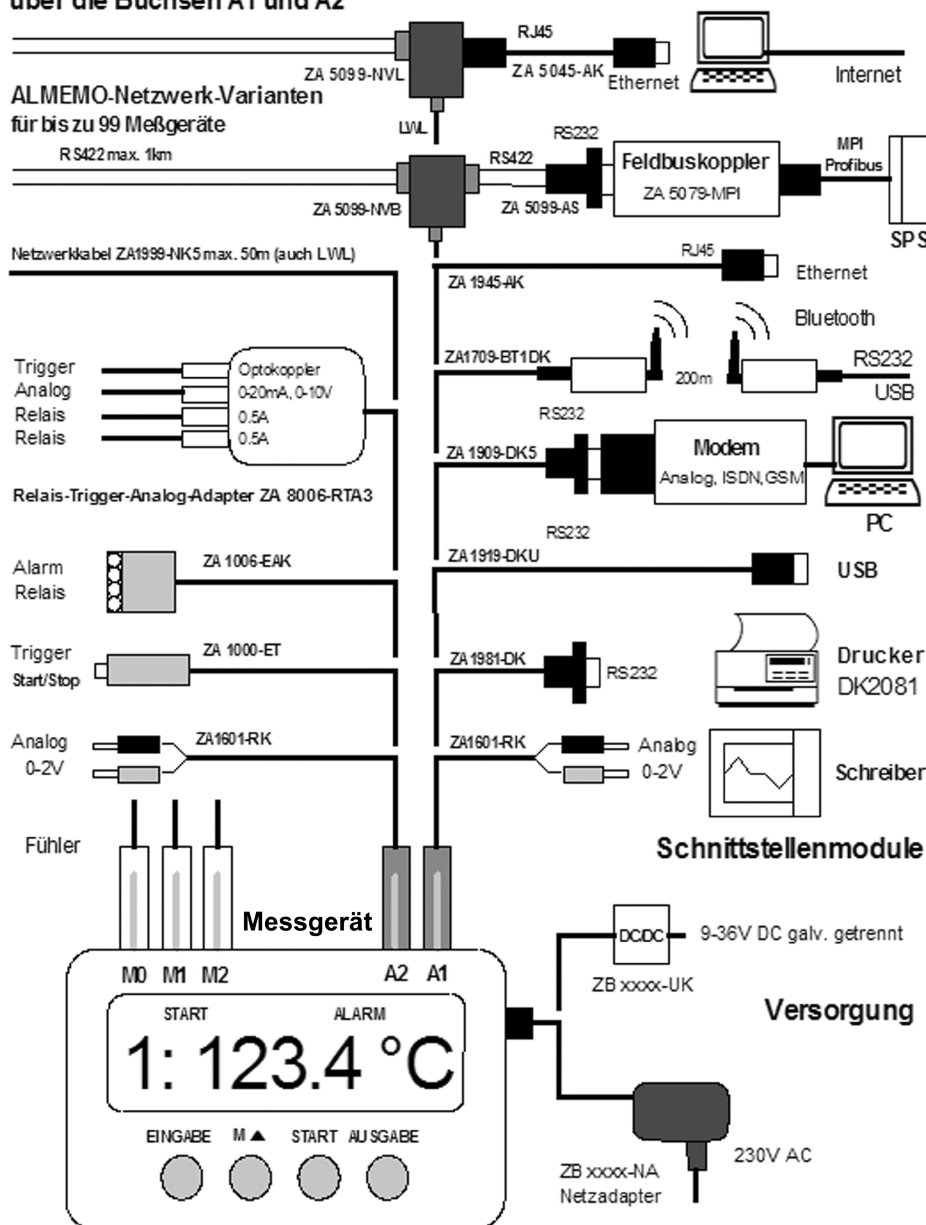 über die Buchsen A1 und A2
RJ45
ZA 5099-NVL
ZA 5045-AK
Ethernet
Internet
ALMEMO-Netzwerk-Varianten
für bis zu 99 Meßgeräte
LWL
RS422 max. 1km
RS422
RS232
Feldbuskoppler
ZA 5079-MPI
MPI
Profibus
ZA 5099-NVB
ZA 5099-AS
SPS
Netzwerkkabel ZA1999-NK5 max. 50m (auch LWL)
RJ45
ZA 1945-AK
Ethernet
Bluetooth
ZA1709-BT1DK
200m
RS232
USB
Trigger
Analog
Relais
Relais
Optokoppler
0-20mA, 0-10V
0.5A
0.5A
RS232
ZA 1909-DK5
Modem
Analog, ISDN,GSM
PC
Relais-Trigger-Analog-Adapter ZA 8006-RTA3
RS232
Alarm
Relais
ZA 1006-EAK
ZA 1919-DKU
USB
Trigger
Start/Stop
ZA 1000-ET
ZA 1981-DK
RS232
Drucker
DK2081
Analog
0-2V
ZA1601-RK
ZA1601-RK
Analog
0-2V
Schreiber
Fühler
Schnittstellenmodule
Messgerät
M0 M1 M2
A2 A1
DC/DC
9-36V DC galv. getrennt
ZB xxxx-UK
Versorgung
START ALARM
1: 123.4 °C
EINGABE M▲ START AUSGABE
230V AC
ZB xxxx-NA
Netzadapter